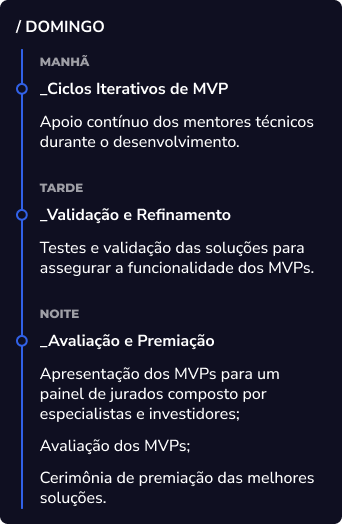 / DOMINGO
MANHÃ
_Ciclos Iterativos de MVP
Apoio contínuo dos mentores técnicos
durante o desenvolvimento.
TARDE
_Validação e Refinamento
Testes e validação das soluções para
assegurar a funcionalidade dos MVPs.
NOITE
_Avaliação e Premiação
Apresentação dos MVPs para um
painel de jurados composto por
especialistas e investidores;
Avaliação dos MVPs;
Cerimônia de premiação das melhores
soluções.